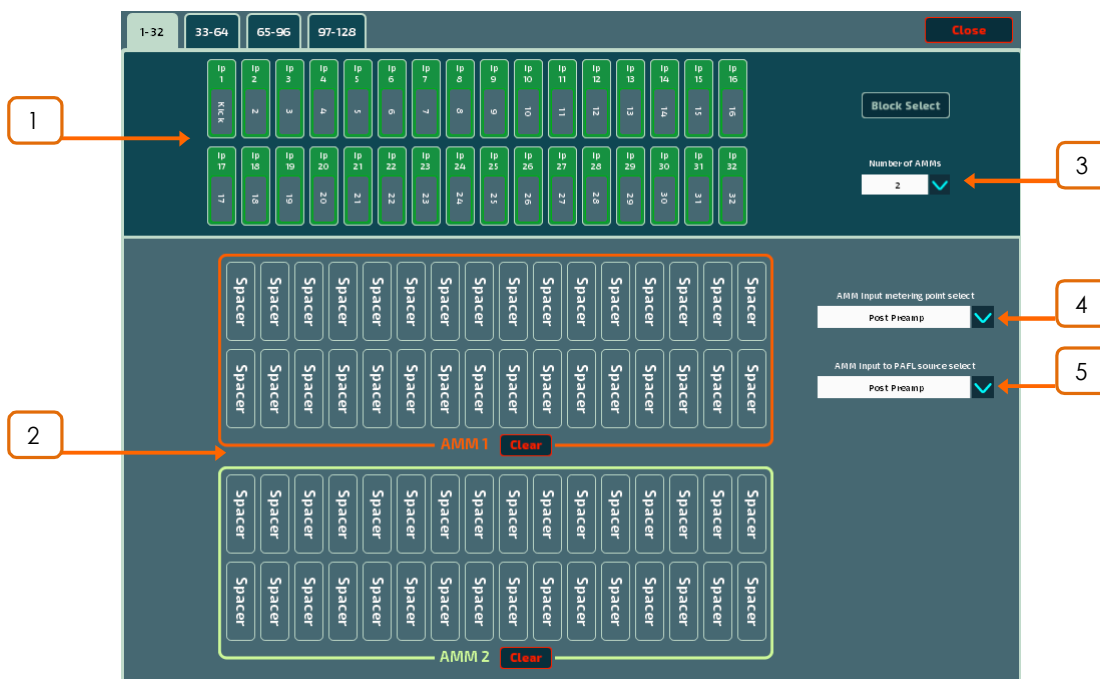 1-32 33-64 65-96 97-128 Close
Ip Ip Ip Ip Ip Ip Ip Ip Ip Ip Ip Ip Ip Ip Ip Ip
1 2 3 4 5 6 7 8 9 10 11 12 13 14 15 16
Kick 2 3 4 5 6 7 8 9 10 11 12 13 14 15 16
Block Select
1
Ip Ip Ip Ip Ip Ip Ip Ip Ip Ip Ip Ip Ip Ip Ip Ip
17 18 19 20 21 22 23 24 25 26 27 28 29 30 31 32
17 18 19 20 21 22 23 24 25 26 27 28 29 30 31 32
Number of AMMs
2
3
Spacer Spacer Spacer Spacer Spacer Spacer Spacer Spacer Spacer Spacer Spacer Spacer Spacer Spacer Spacer Spacer
AMM Input metering point select
Post Preamp
4
Spacer Spacer Spacer Spacer Spacer Spacer Spacer Spacer Spacer Spacer Spacer Spacer Spacer Spacer Spacer Spacer
AMM Input to PAFL source select
Post Preamp
5
2
AMM 1 Clear
Spacer Spacer Spacer Spacer Spacer Spacer Spacer Spacer Spacer Spacer Spacer Spacer Spacer Spacer Spacer Spacer
Spacer Spacer Spacer Spacer Spacer Spacer Spacer Spacer Spacer Spacer Spacer Spacer Spacer Spacer Spacer Spacer
AMM 2 Clear